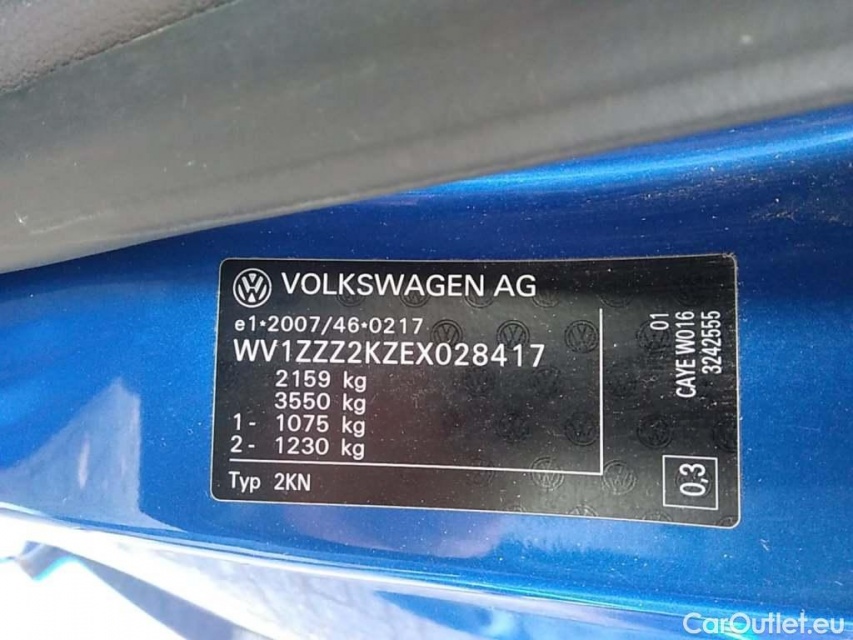 VOLKSWAGEN AG
e1*2007/46*0217
WV1ZZZ2KZEX028417
2159 kg
3550 kg
1- 1075 kg
2- 1230 kg
Typ 2KN
01
CAYE W016
3242555
0,3
CarOutlet.eu